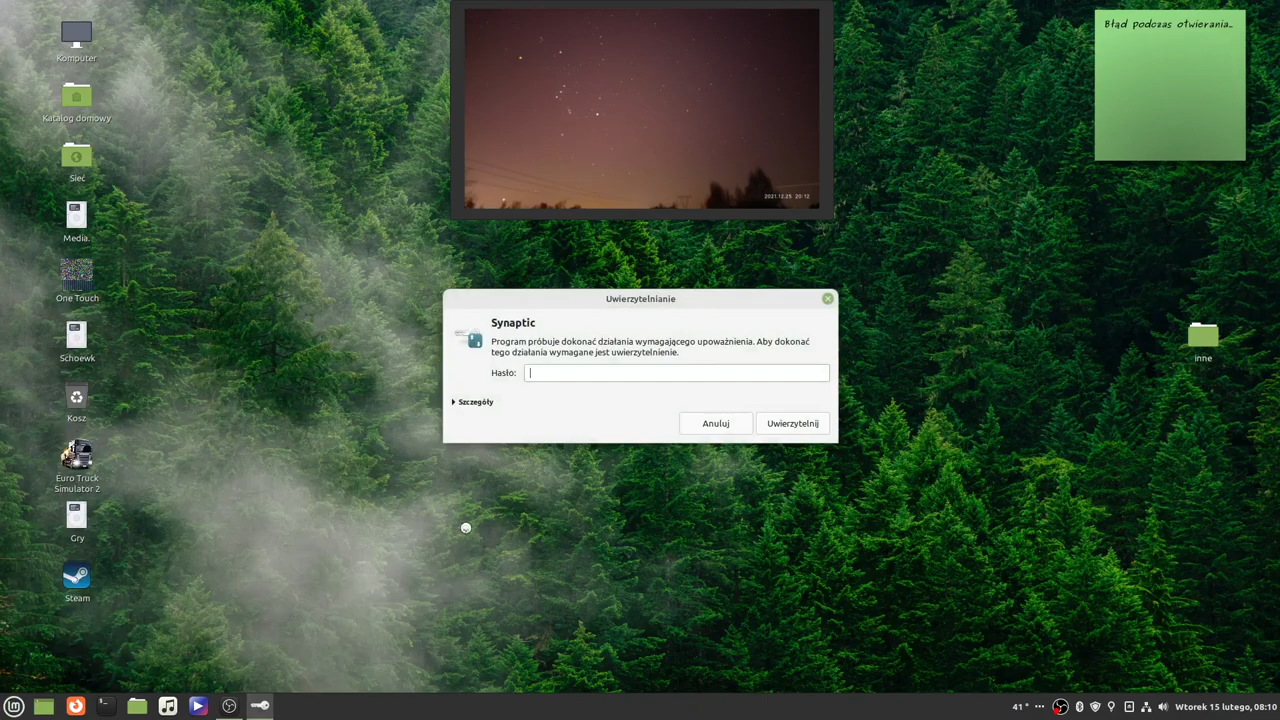 Komputer
Katalog domowy
Sieć
Media.
One Touch
Schoewk
Kosz
Euro Truck
Simulator 2
Gry
Steam
2021.12.25 20:12
Błąd podczas otwierania..
inne
Uwierzytelnianie
Synaptic
Program próbuje dokonać działania wymagającego upoważnienia. Aby dokonać
tego działania wymagane jest uwierzytelnienie.
Hasło:
Szczegóły
Anuluj
Uwierzytelnij
41° Wtorek 15 lutego, 08:10